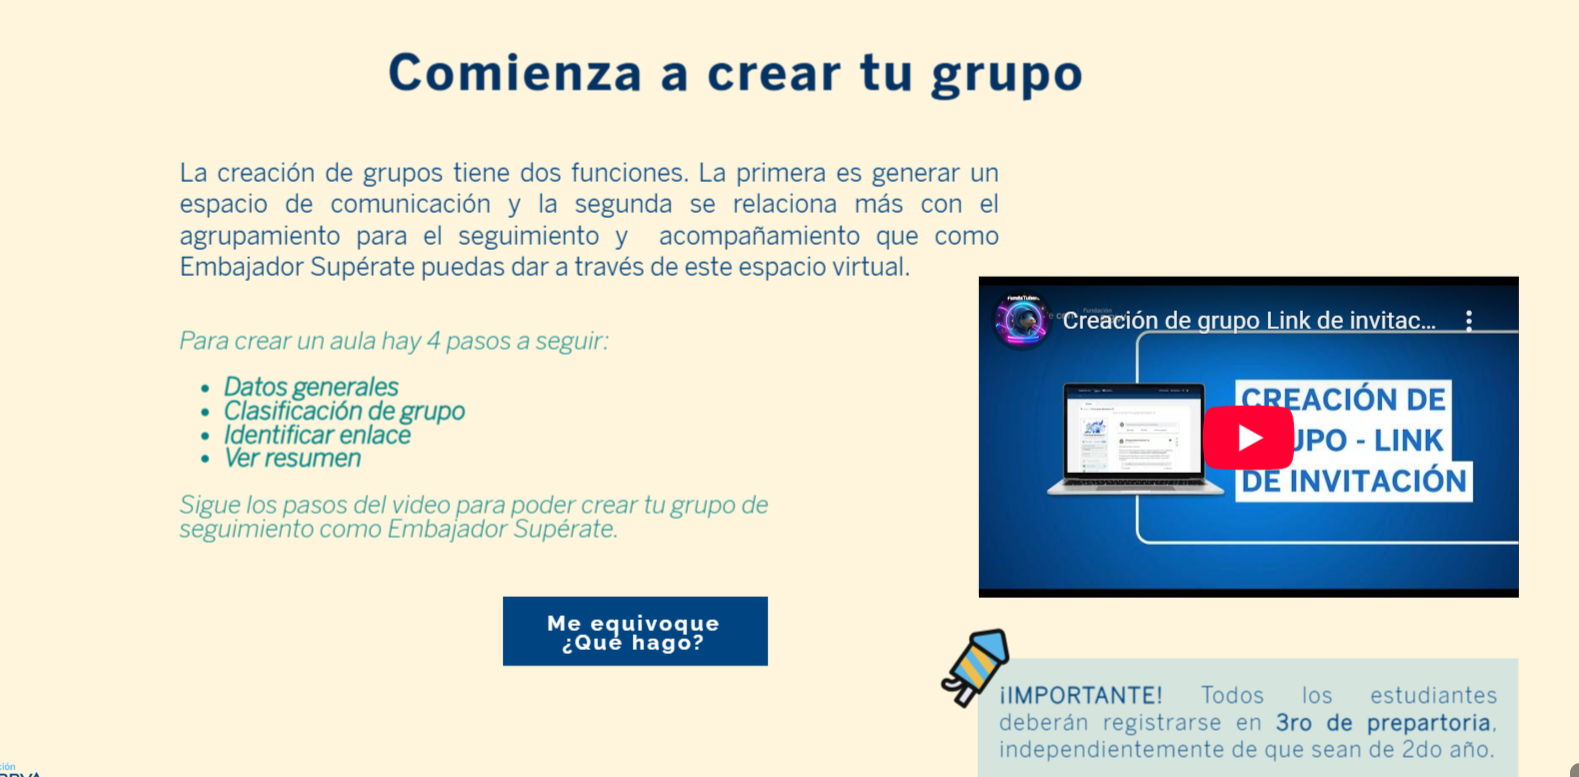 Comienza a crear tu grupo
La creación de grupos tiene dos funciones. La primera es generar un
espacio de comunicación y la segunda se relaciona más con el
agrupamiento para el seguimiento y acompañamiento que como
Embajador Supérate puedas dar a través de este espacio virtual.
Para crear un aula hay 4 pasos a seguir:
• Datos generales
• Clasificación de grupo
• Identificar enlace
• Ver resumen
Sigue los pasos del video para poder crear tu grupo de
seguimiento como Embajador Supérate.
Me equivoque
¿Qué hago?
Creación de grupo Link de invitac...
CREACIÓN DE
UPO - LINK
DE INVITACIÓN
¡IMPORTANTE! Todos los estudiantes
deberán registrarse en 3ro de prepartoria,
independientemente de que sean de 2do año.